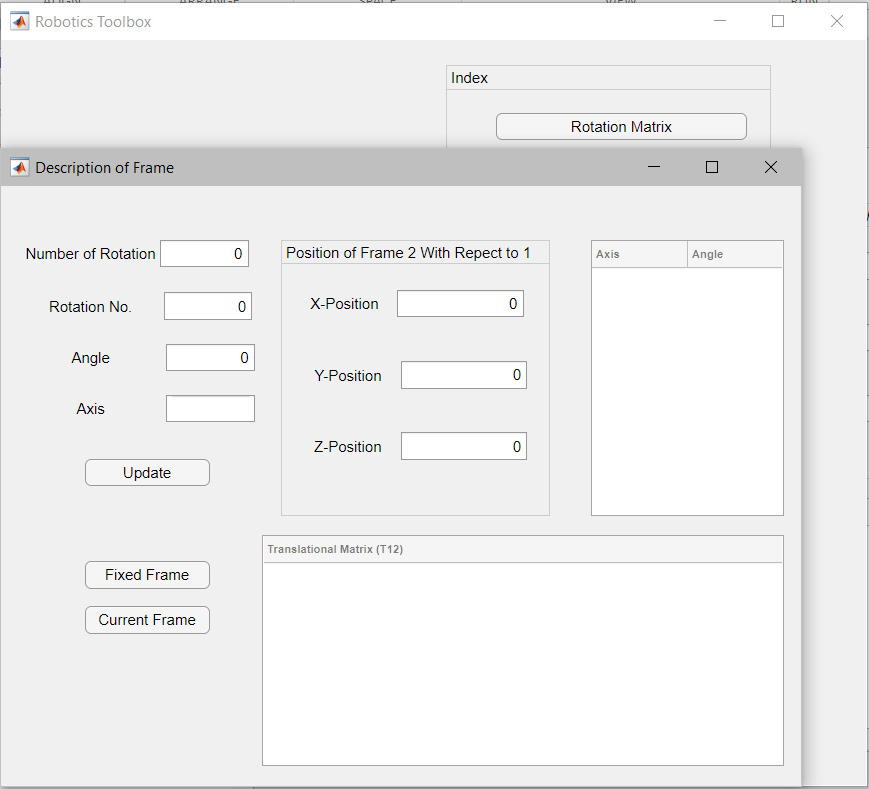 Robotics Toolbox
Index
Rotation Matrix
Description of Frame
Number of Rotation 0
Rotation No. 0
Angle 0
Axis
Update
Fixed Frame
Current Frame
Position of Frame 2 With Repect to 1
X-Position 0
Y-Position 0
Z-Position 0
Axis Angle
Translational Matrix (T12)